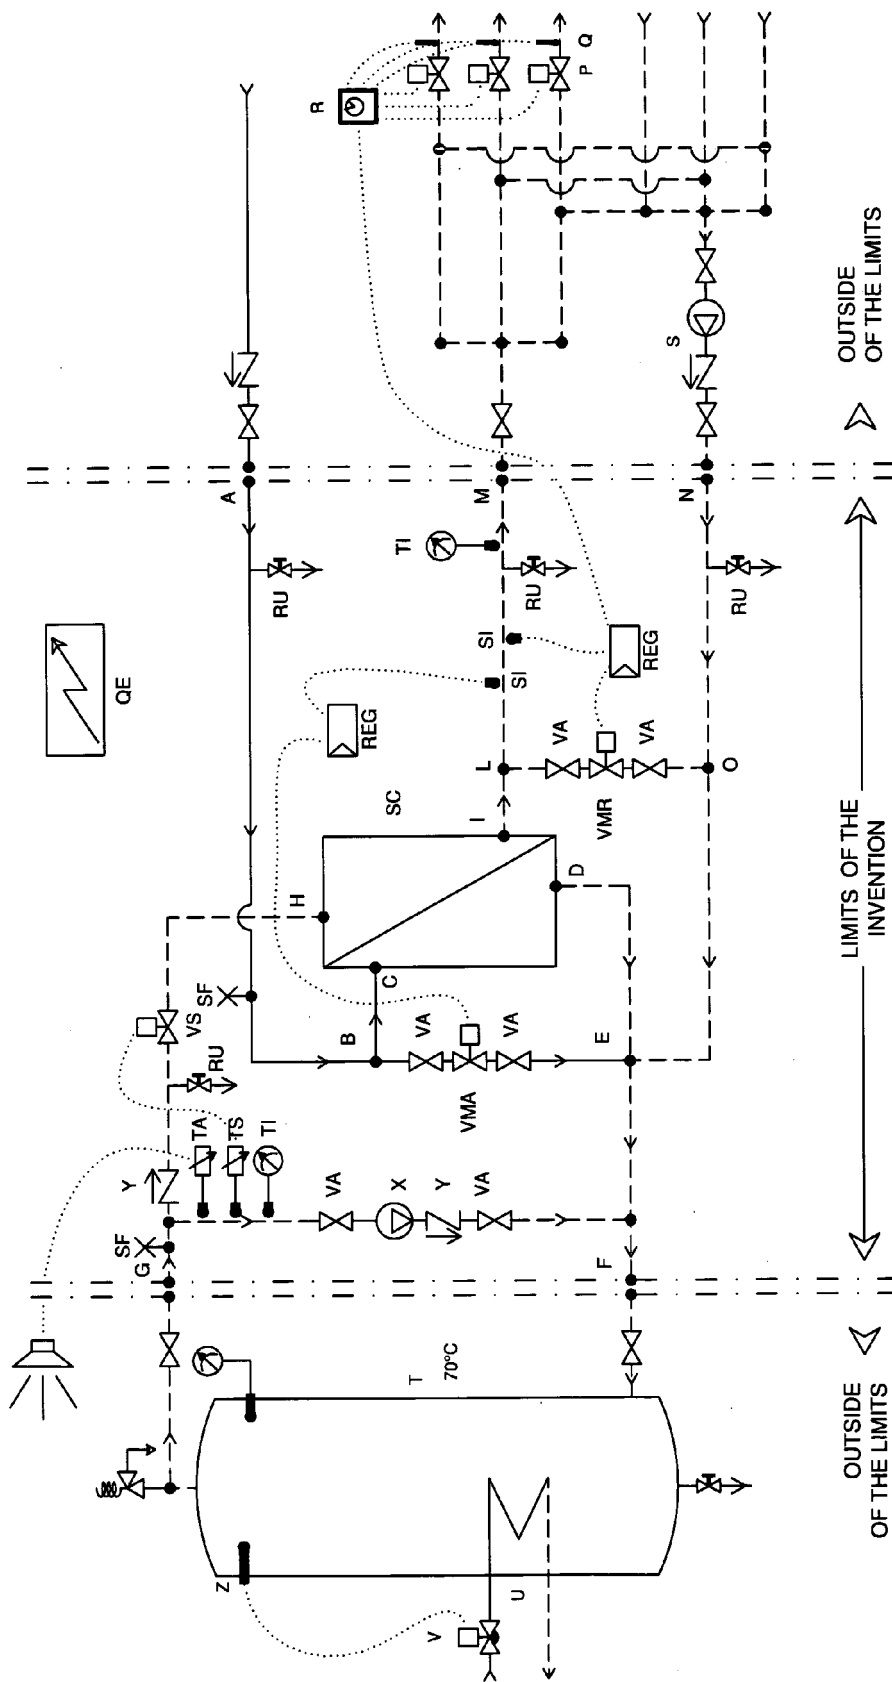 QE
SF
Y
G
VS
SF
TA
RU
Z
A
TS
TI
RU
H
R
VA
B
REG
C
X
SC
TI
T
VA
V
Y
70°C
VMA
VA
L
M
SI
I
VA
SI
U
RU
VA
D
P
Q
E
F
VMR
VA
REG
S
N
O
RU
OUTSIDE
OF THE LIMITS
LIMITS OF THE
INVENTION
OUTSIDE
OF THE LIMITS